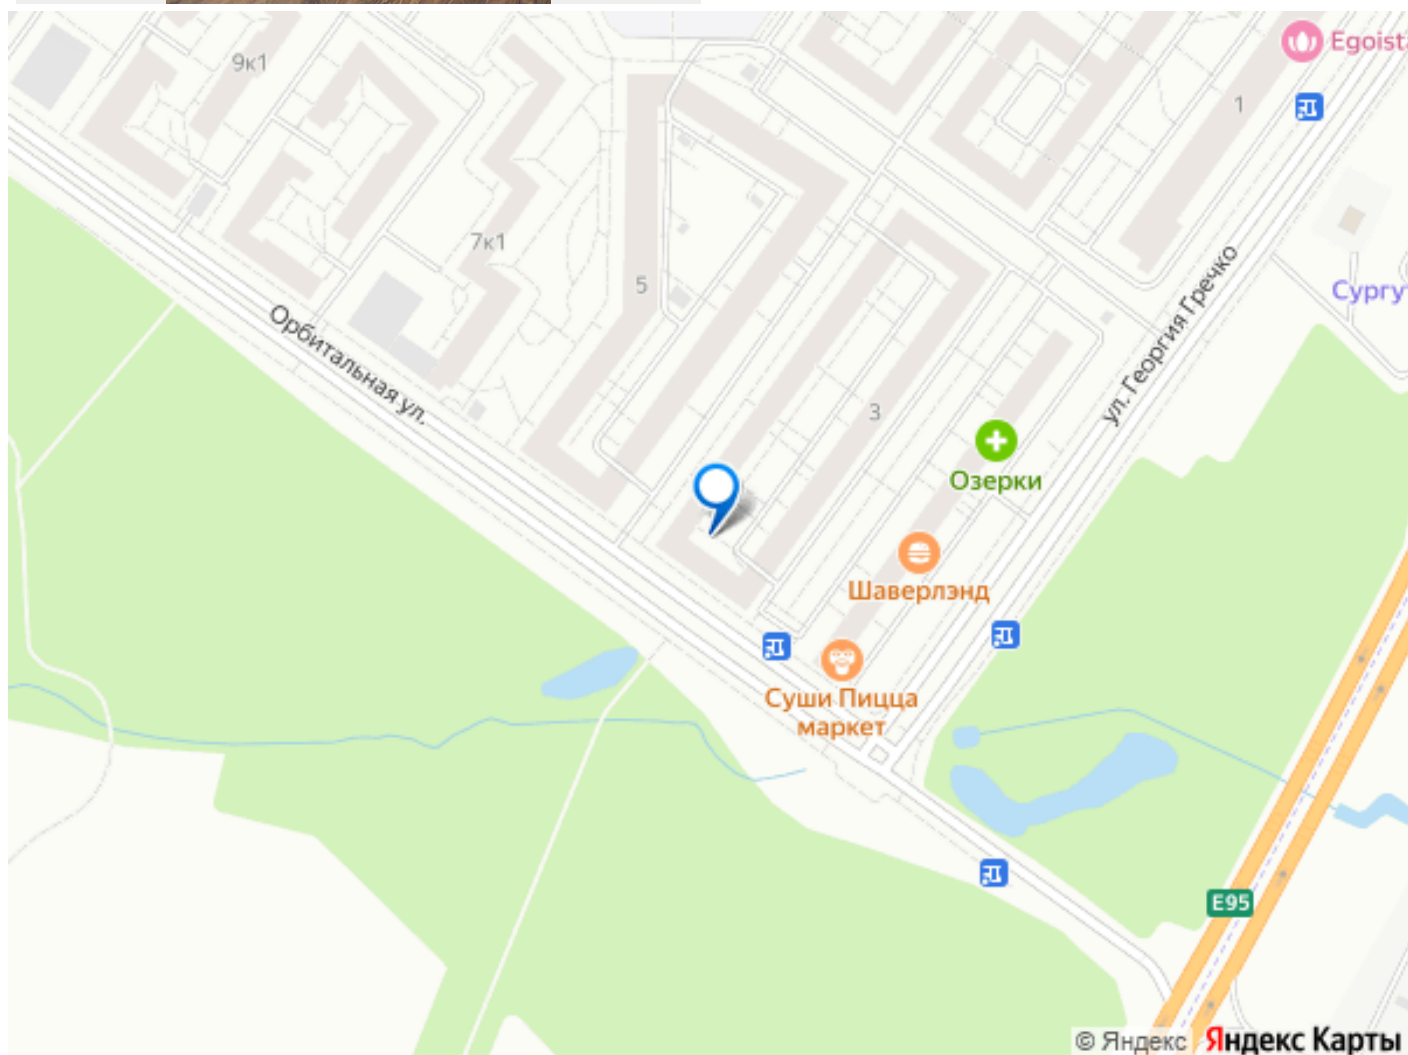 Egoist
9к1
1
7к1
5
Сургу
Орбитальная ул.
ул. Георгия Гречко
3
Озерки
Шаверлэнд
Суши Пицца
маркет
E95
© Яндекс Яндекс Карты